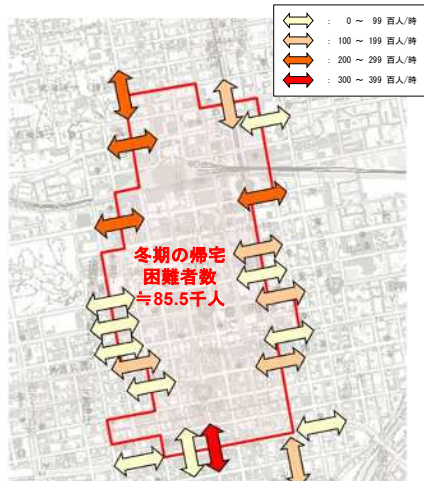 ： 0 ～ 99 百人/時
： 100 ～ 199 百人/時
： 200 ～ 299 百人/時
： 300 ～ 399 百人/時
冬期の帰宅
困難者数
≒85.5千人